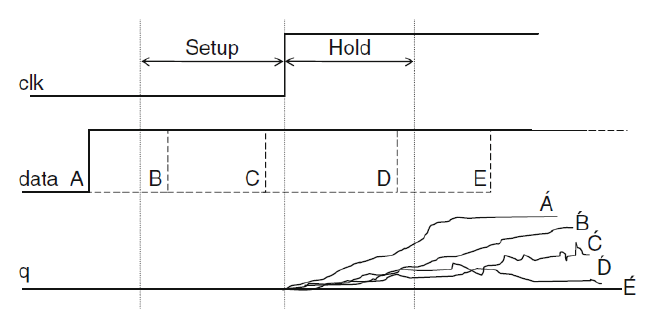 Setup Hold
clk
data A B C D E
Á
B́
Ć
D́
q É